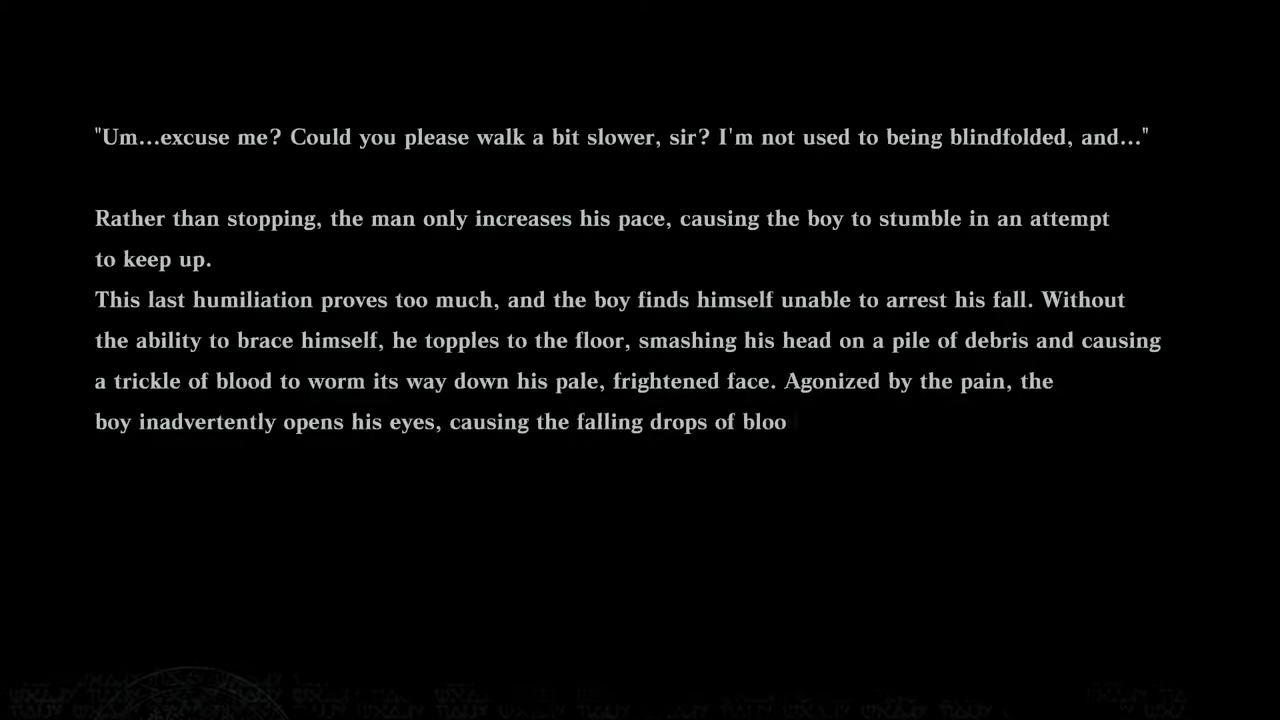 "Um...excuse me? Could you please walk a bit slower, sir? I'm not used to being blindfolded, and..."
Rather than stopping, the man only increases his pace, causing the boy to stumble in an attempt
to keep up.
This last humiliation proves too much, and the boy finds himself unable to arrest his fall. Without
the ability to brace himself, he topples to the floor, smashing his head on a pile of debris and causing
a trickle of blood to worm its way down his pale, frightened face. Agonized by the pain, the
boy inadvertently opens his eyes, causing the falling drops of bloo